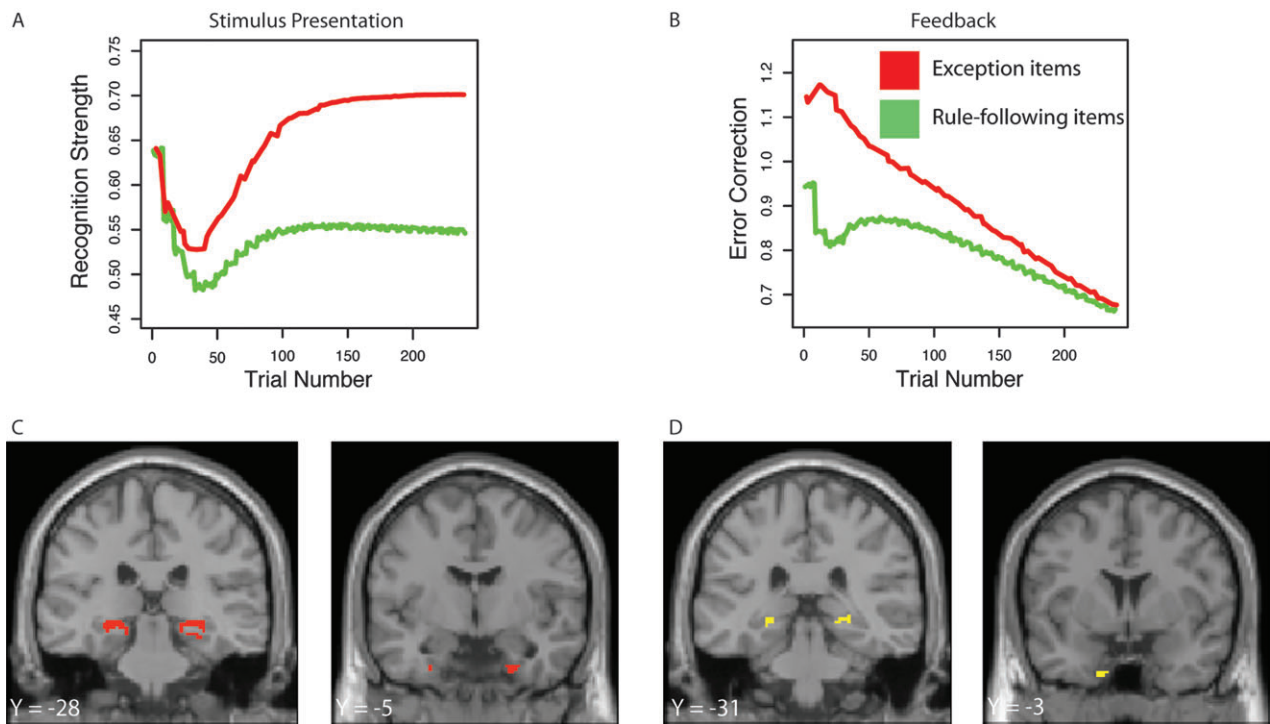 A
Stimulus Presentation
Recognition Strength
0.75
0.70
0.65
0.60
0.55
0.50
0.45
0
50
100
150
200
Trial Number
B
Feedback
Error Correction
1.2
1.1
1.0
0.9
0.8
0.7
0
50
100
150
200
Trial Number
Exception items
Rule-following items
C
Y = -28
Y = -5
D
Y = -31
Y = -3